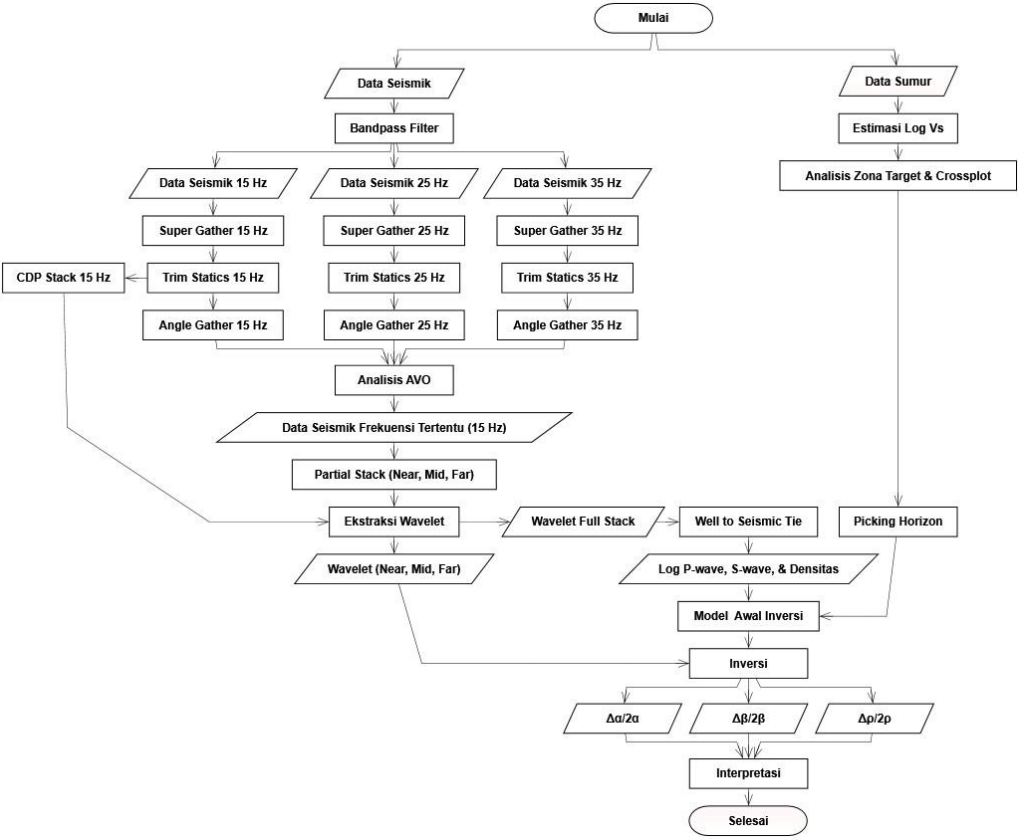 Mulai
Data Seismik
Data Sumur
Bandpass Filter
Estimasi Log Vs
Data Seismik 15 Hz
Data Seismik 25 Hz
Data Seismik 35 Hz
Analisis Zona Target & Crossplot
Super Gather 15 Hz
Super Gather 25 Hz
Super Gather 35 Hz
CDP Stack 15 Hz
Trim Statics 15 Hz
Trim Statics 25 Hz
Trim Statics 35 Hz
Angle Gather 15 Hz
Angle Gather 25 Hz
Angle Gather 35 Hz
Analisis AVO
Data Seismik Frekuensi Tertentu (15 Hz)
Partial Stack (Near, Mid, Far)
Ekstraksi Wavelet
Wavelet Full Stack
Well to Seismic Tie
Picking Horizon
Wavelet (Near, Mid, Far)
Log P-wave, S-wave, & Densitas
Model Awal Inversi
Inversi
Δα/2α
Δβ/2β
Δρ/2ρ
Interpretasi
Selesai